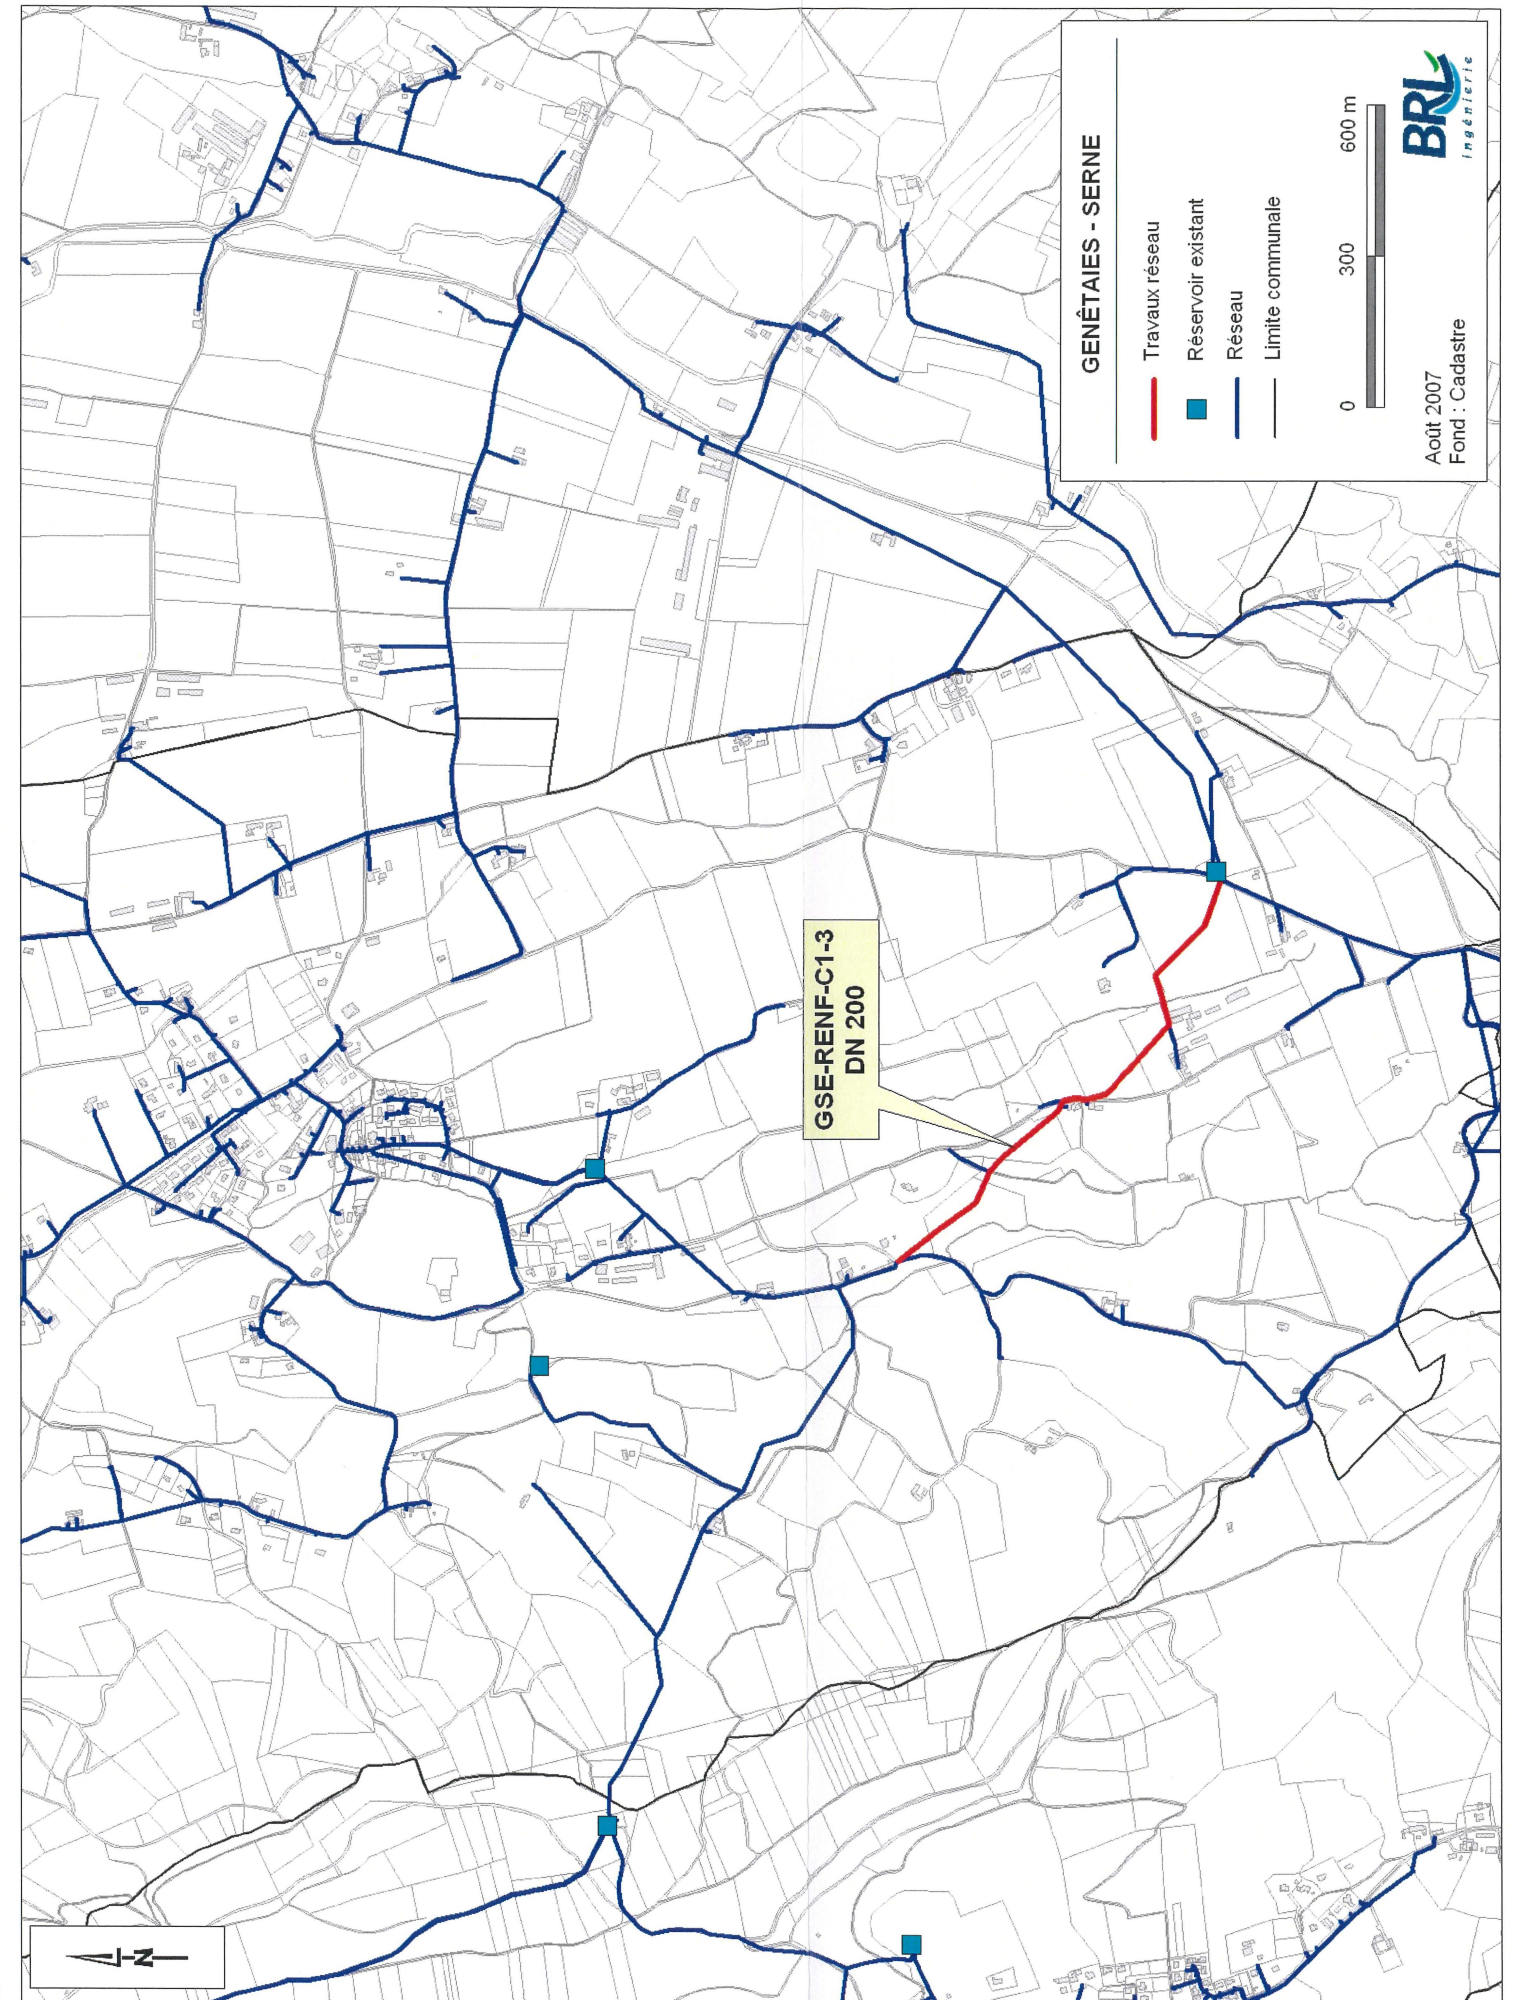 GSE-RENF-C1-3
DN 200
GENÊTAIES - SERNE
Travaux réseau
Réservoir existant
Réseau
Limite communale
0 300 600 m
Août 2007
Fond : Cadastre
BRL
Ingénierie
N